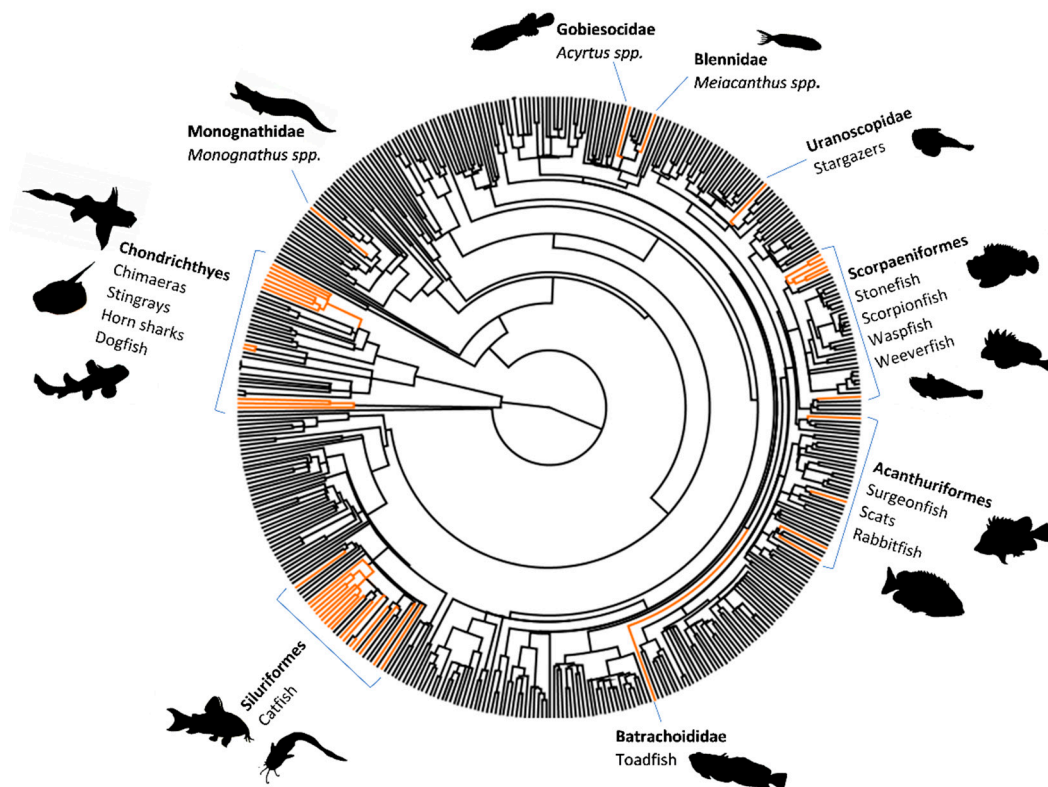 Gobiesocidae
Acyrtus spp.
Blennidae
Meiacanthus spp.
Monognathidae
Monognathus spp.
Uranoscopidae
Stargazers
Chondrichthyes
Chimaeras
Stingrays
Horn sharks
Dogfish
Scorpaeniformes
Stonefish
Scorpionfish
Waspfish
Weeverfish
Acanthuriformes
Surgeonfish
Scats
Rabbitfish
Siluriformes
Catfish
Batrachoididae
Toadfish